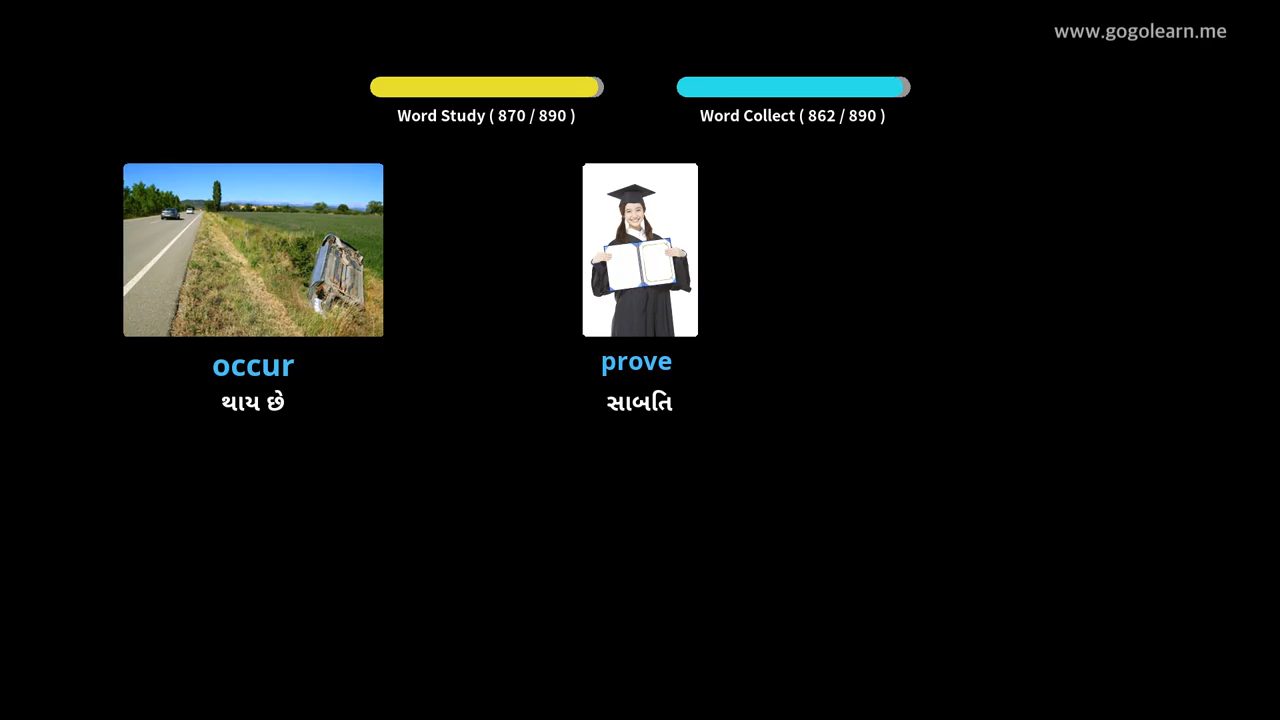 www.gogolearn.me
Word Study ( 870 / 890 )
Word Collect ( 862 / 890 )
occur
થાય છે
prove
સાબતિ